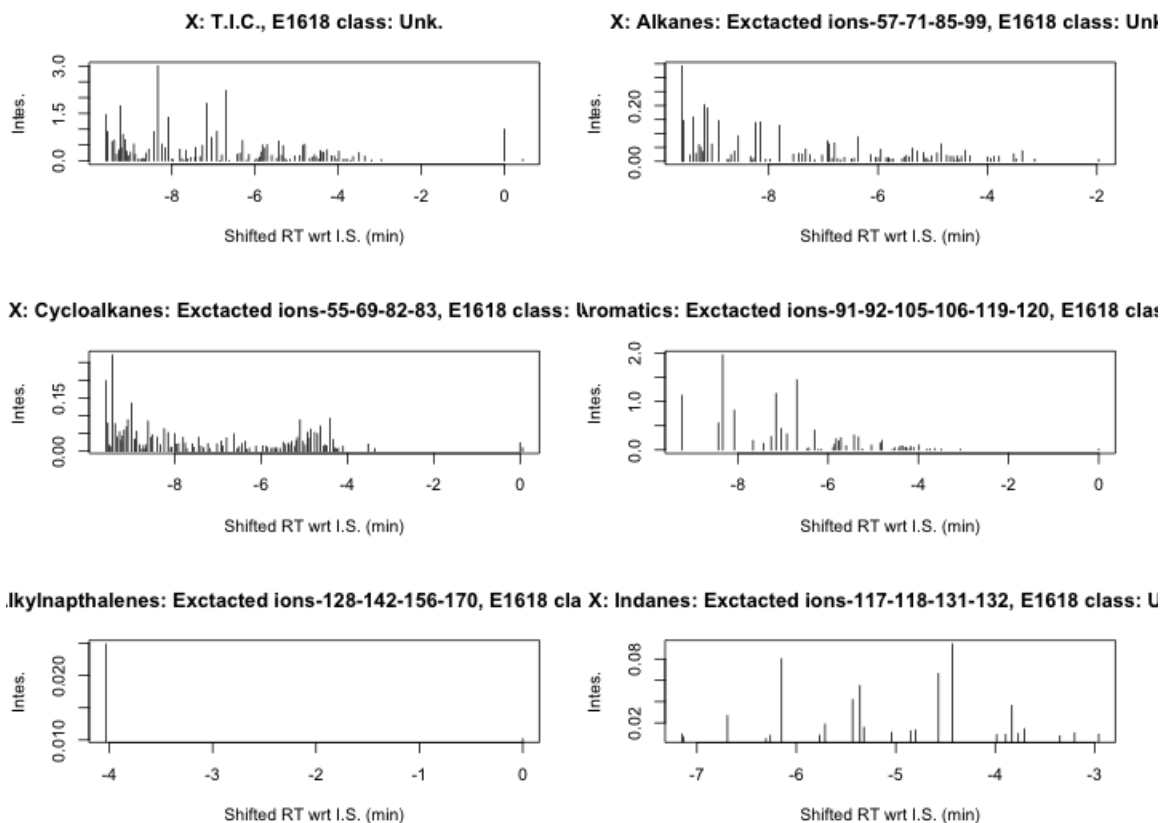 X: T.I.C., E1618 class: Unk.
X: Alkanes: Exctacted ions-57-71-85-99, E1618 class: Unk
Intes.
0.0 1.5 3.0
-8 -6 -4 -2 0
Shifted RT wrt I.S. (min)
Intes.
0.00 0.20
-8 -6 -4 -2
Shifted RT wrt I.S. (min)
X: Cycloalkanes: Exctacted ions-55-69-82-83, E1618 class: U
Aromatics: Exctacted ions-91-92-105-106-119-120, E1618 clas
Intes.
0.00 0.15
-8 -6 -4 -2 0
Shifted RT wrt I.S. (min)
Intes.
0.0 1.0 2.0
-8 -6 -4 -2 0
Shifted RT wrt I.S. (min)
lkylnapthalenes: Exctacted ions-128-142-156-170, E1618 cla
X: Indanes: Exctacted ions-117-118-131-132, E1618 class: U
Intes.
0.010 0.020
-4 -3 -2 -1 0
Shifted RT wrt I.S. (min)
Intes.
0.02 0.08
-7 -6 -5 -4 -3
Shifted RT wrt I.S. (min)